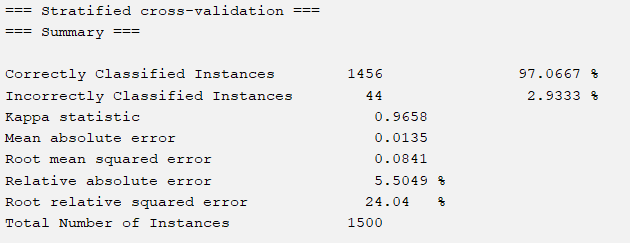 === Stratified cross-validation ===
=== Summary ===
Correctly Classified Instances 1456 97.0667 %
Incorrectly Classified Instances 44 2.9333 %
Kappa statistic 0.9658
Mean absolute error 0.0135
Root mean squared error 0.0841
Relative absolute error 5.5049 %
Root relative squared error 24.04 %
Total Number of Instances 1500